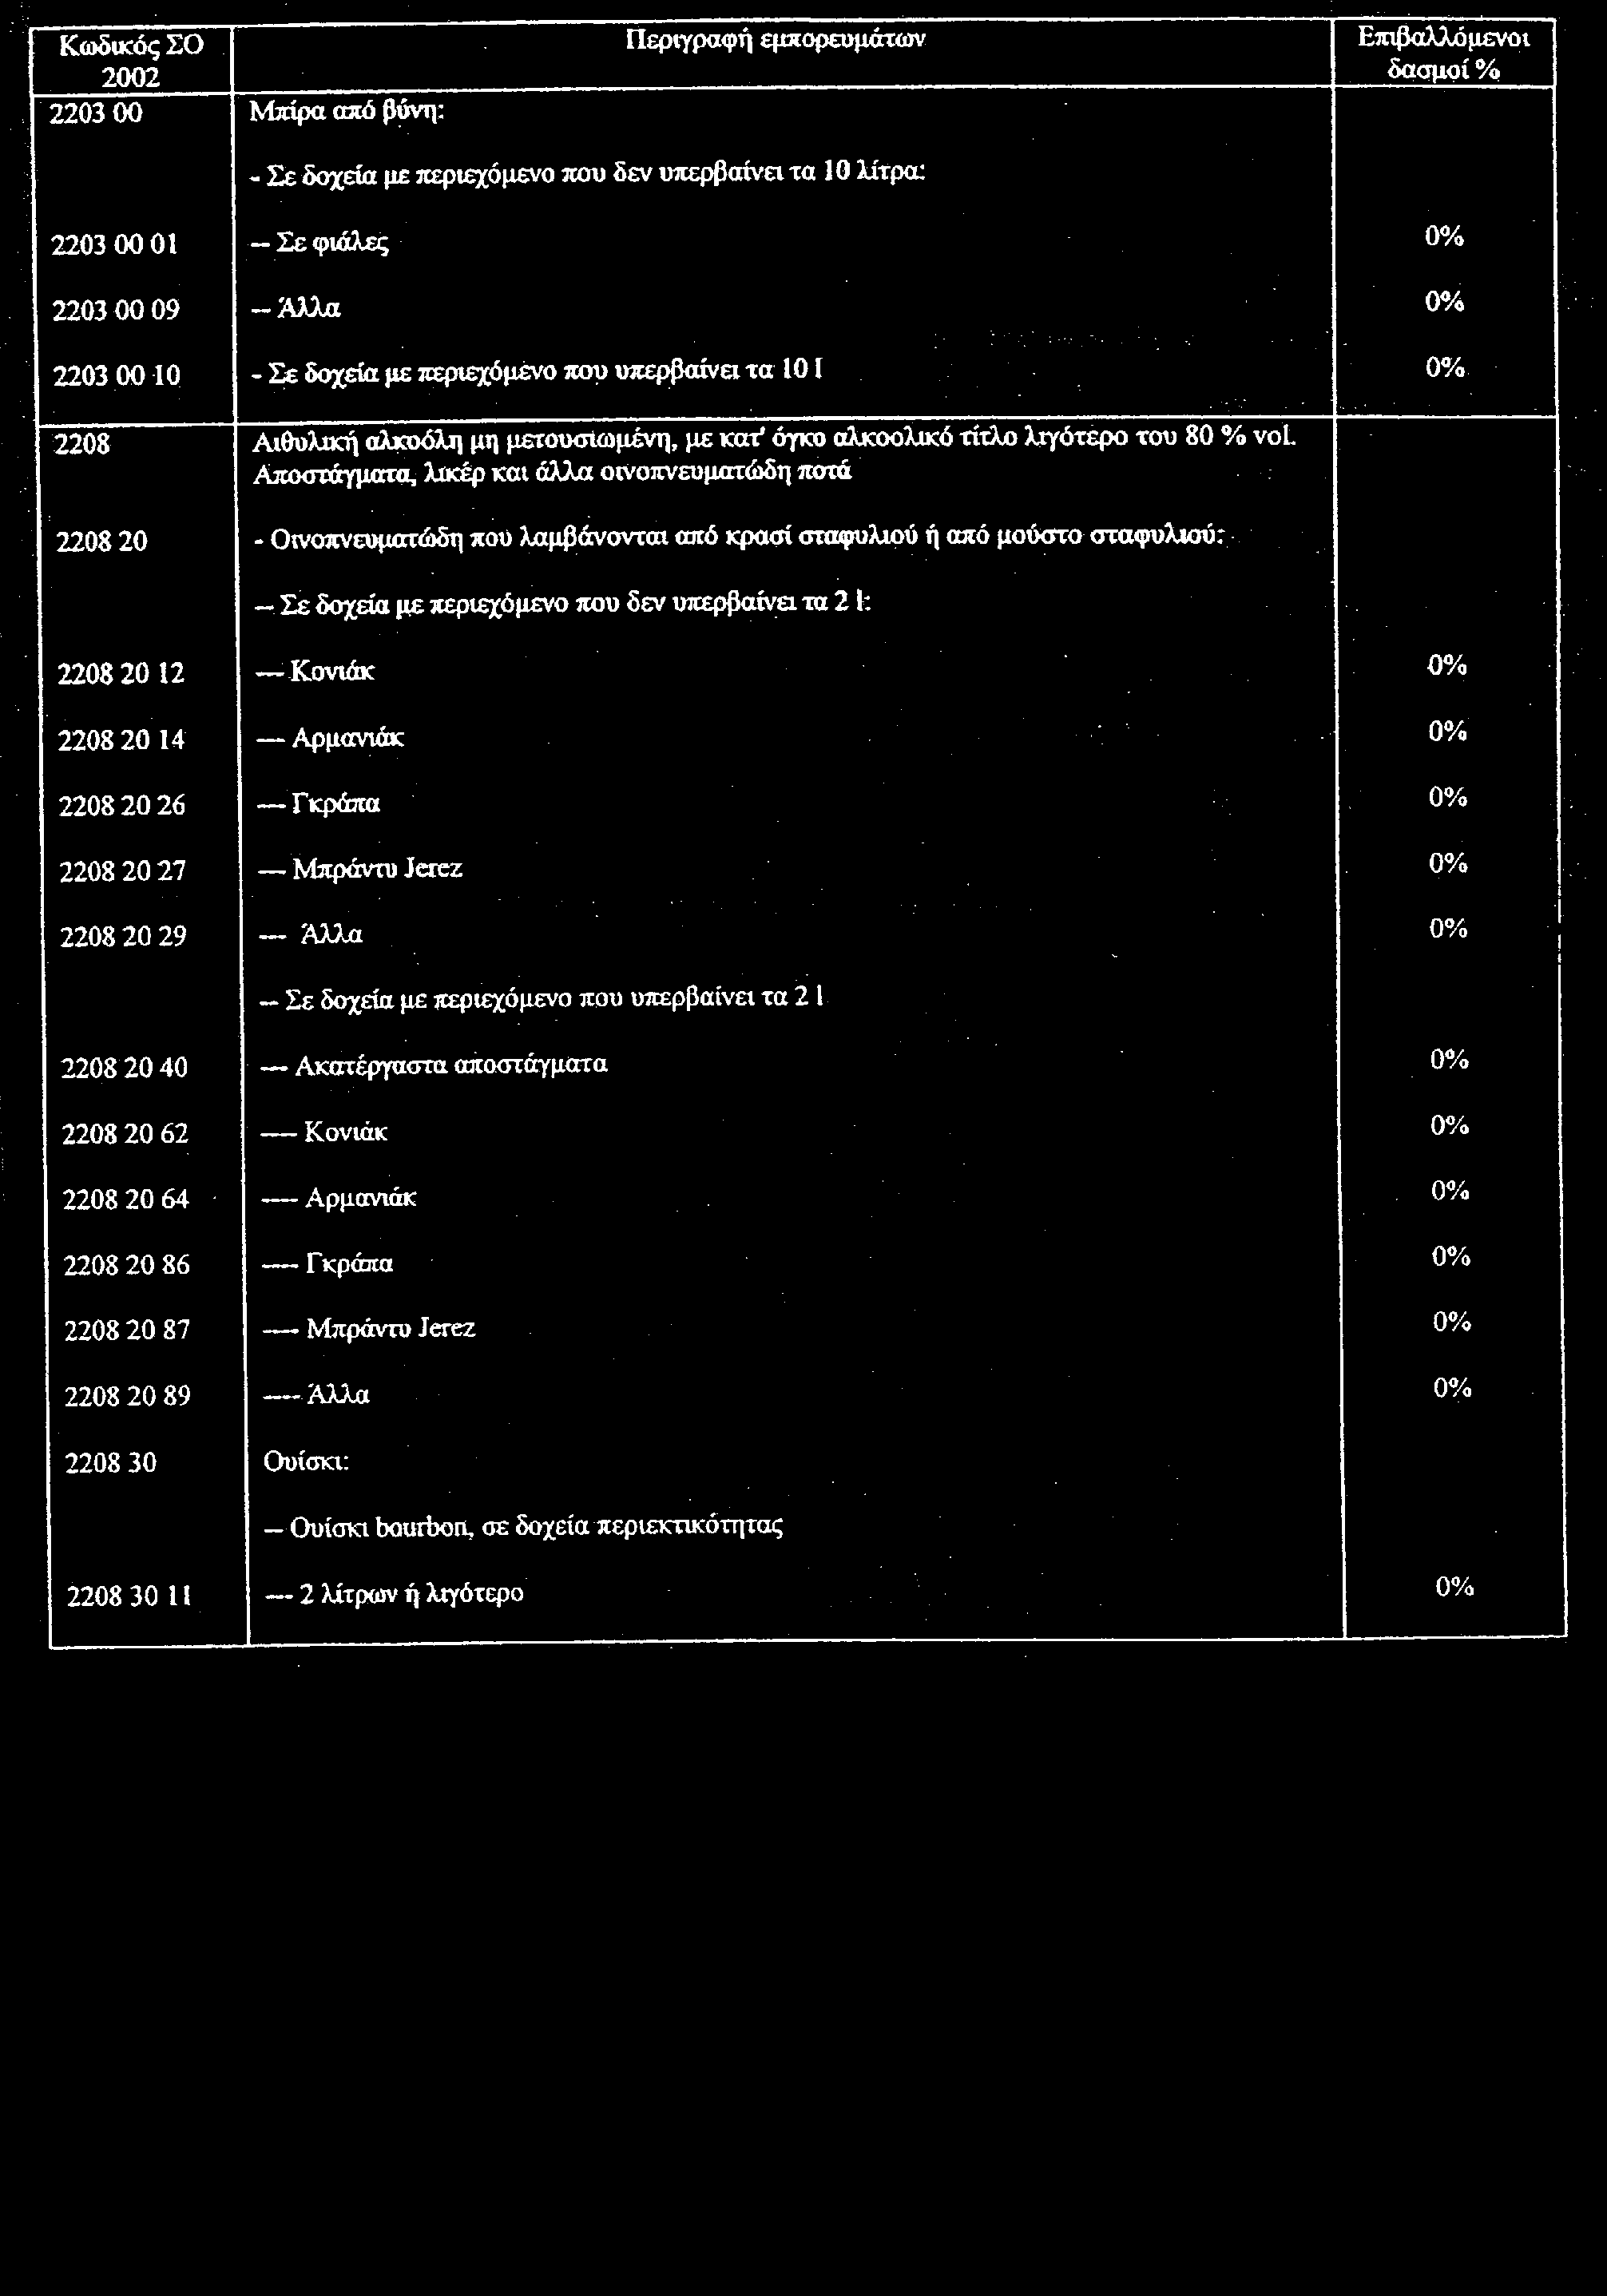 Κωδικός ΣΟ 2002 Περιγραφή εμπορευμάτων Επιβαλλόμενοι δασμοί %
2203 00 Μπίρα από βύνη:
- Σε δοχεία με περιεχόμενο που δεν υπερβαίνει τα 10 λίτρα:
2203 00 01 -- Σε φιάλες 0%
2203 00 09 -- Άλλα 0%
2203 00 10 - Σε δοχεία με περιεχόμενο που υπερβαίνει τα 10 l 0%
2208 Αιθυλική αλκοόλη μη μετουσιωμένη, με κατ' όγκο αλκοολικό τίτλο λιγότερο του 80 % vol.
Αποστάγματα, λικέρ και άλλα οινοπνευματώδη ποτά
2208 20 - Οινοπνευματώδη που λαμβάνονται από κρασί σταφυλιού ή από μούστο σταφυλιού:
-- Σε δοχεία με περιεχόμενο που δεν υπερβαίνει τα 2 l:
2208 20 12 --- Κονιάκ 0%
2208 20 14 --- Αρμανιάκ 0%
2208 20 26 --- Γκράπα 0%
2208 20 27 --- Μπράντυ Jerez 0%
2208 20 29 --- Άλλα 0%
-- Σε δοχεία με περιεχόμενο που υπερβαίνει τα 2 l
2208 20 40 --- Ακατέργαστα αποστάγματα 0%
2208 20 62 ---- Κονιάκ 0%
2208 20 64 ---- Αρμανιάκ 0%
2208 20 86 ---- Γκράπα 0%
2208 20 87 ---- Μπράντυ Jerez 0%
2208 20 89 ---- Άλλα 0%
2208 30 Ουίσκι:
-- Ουίσκι bourbon, σε δοχεία περιεκτικότητας
2208 30 11 --- 2 λίτρων ή λιγότερο 0%